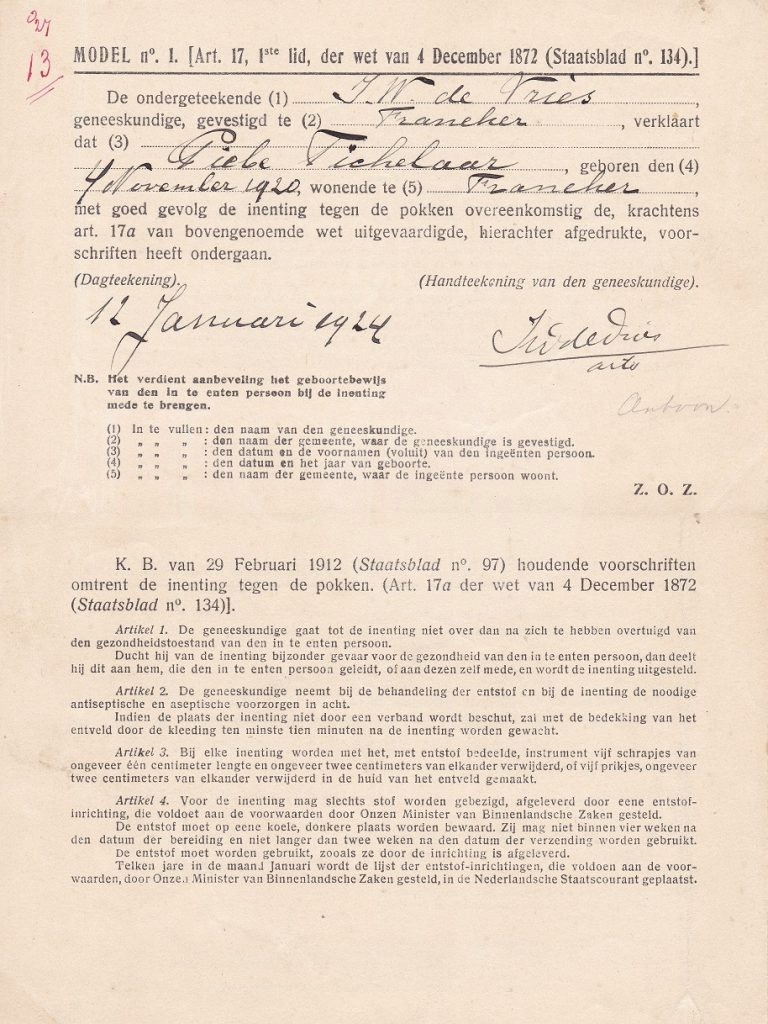 27
13
MODEL nº. 1. [Art. 17, 1ste lid, der wet van 4 December 1872 (Staatsblad nº. 134).]
De ondergeteekende (1) J. W. de Vries,
geneeskundige, gevestigd te (2) Franeker, verklaart
dat (3)
Piebe Tichelaar, geboren den (4)
4 November 1920, wonende te (5) Franeker,
met goed gevolg de inenting tegen de pokken overeenkomstig de, krachtens
art. 17a van bovengenoemde wet uitgevaardigde, hierachter afgedrukte, voor-
schriften heeft ondergaan.
(Dagteekening). (Handteekening van den geneeskundige).
12 Januari 1924 JWdeVries
arts
N.B. Het verdient aanbeveling het geboortebewijs
van den in te enten persoon bij de inenting
mede te brengen.
(1) In te vullen: den naam van den geneeskundige.
(2) „ „ „ : den naam der gemeente, waar de geneeskundige is gevestigd.
(3) „ „ „ : den datum en de voornamen (voluit) van den ingeënten persoon.
(4) „ „ „ : den datum en het jaar van geboorte.
(5) „ „ „ : den naam der gemeente, waar de ingeënte persoon woont.
Z. O. Z.
K. B. van 29 Februari 1912 (Staatsblad nº. 97) houdende voorschriften
omtrent de inenting tegen de pokken. (Art. 17a der wet van 4 December 1872
(Staatsblad nº. 134)].
Artikel 1. De geneeskundige gaat tot de inenting niet over dan na zich te hebben overtuigd van
den gezondheidstoestand van den in te enten persoon.
Ducht hij van de inenting bijzonder gevaar voor de gezondheid van den in te enten persoon, dan deelt
hij dit aan hem, die den in te enten persoon geleidt, of aan dezen zelf mede, en wordt de inenting uitgesteld.
Artikel 2. De geneeskundige neemt bij de behandeling der entstof en bij de inenting de noodige
antiseptische en aseptische voorzorgen in acht.
Indien de plaats der inenting niet door een verband wordt beschut, zal met de bedekking van het
entveld door de kleeding ten minste tien minuten na de inenting worden gewacht.
Artikel 3. Bij elke inenting worden met het, met entstof bedeelde, instrument vijf schrapjes van
ongeveer één centimeter lengte en ongeveer twee centimeters van elkander verwijderd, of vijf prikjes, ongeveer
twee centimeters van elkander verwijderd in de huid van het entveld gemaakt.
Artikel 4. Voor de inenting mag slechts stof worden gebezigd, afgeleverd door eene entstof-
inrichting, die voldoet aan de voorwaarden door Onzen Minister van Binnenlandsche Zaken gesteld.
De entstof moet op eene koele, donkere plaats worden bewaard. Zij mag niet binnen vier weken na
den datum der bereiding en niet langer dan twee weken na den datum der verzending worden gebruikt.
De entstof moet worden gebruikt, zooals ze door de inrichting is afgeleverd.
Telken jare in de maand Januari wordt de lijst der entstof-inrichtingen, die voldoen aan de voor-
waarden, door Onzen Minister van Binnenlandsche Zaken gesteld, in de Nederlandsche Staatscourant geplaatst.